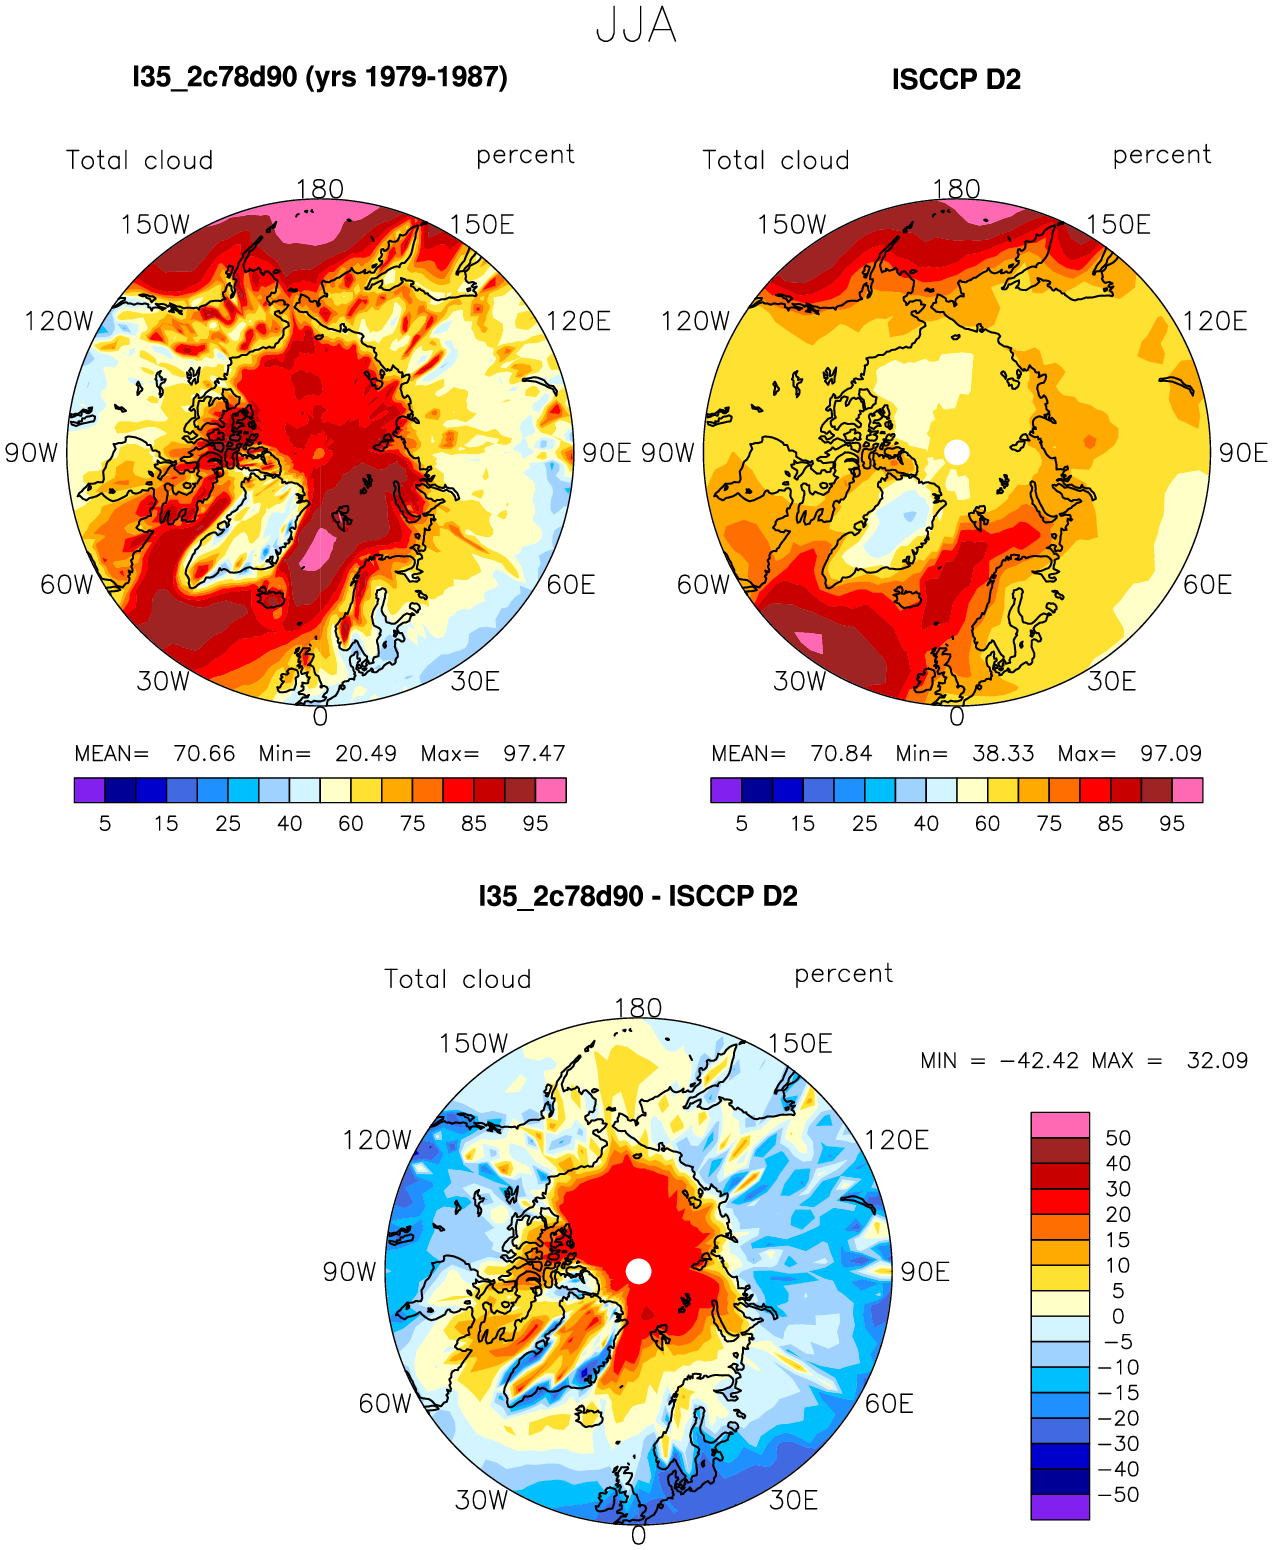 JJA
I35_2c78d90 (yrs 1979-1987)
ISCCP D2
Total cloud percent
Total cloud percent
180
150W 150E
120W 120E
90W 90E
60W 60E
30W 30E
0
180
150W 150E
120W 120E
90W 90E
60W 60E
30W 30E
0
MEAN= 70.66 Min= 20.49 Max= 97.47
MEAN= 70.84 Min= 38.33 Max= 97.09
5 15 25 40 60 75 85 95
5 15 25 40 60 75 85 95
I35_2c78d90 - ISCCP D2
Total cloud percent
180
150W 150E
120W 120E
90W 90E
60W 60E
30W 30E
0
MIN = -42.42 MAX = 32.09
50
40
30
20
15
10
5
0
-5
-10
-15
-20
-30
-40
-50